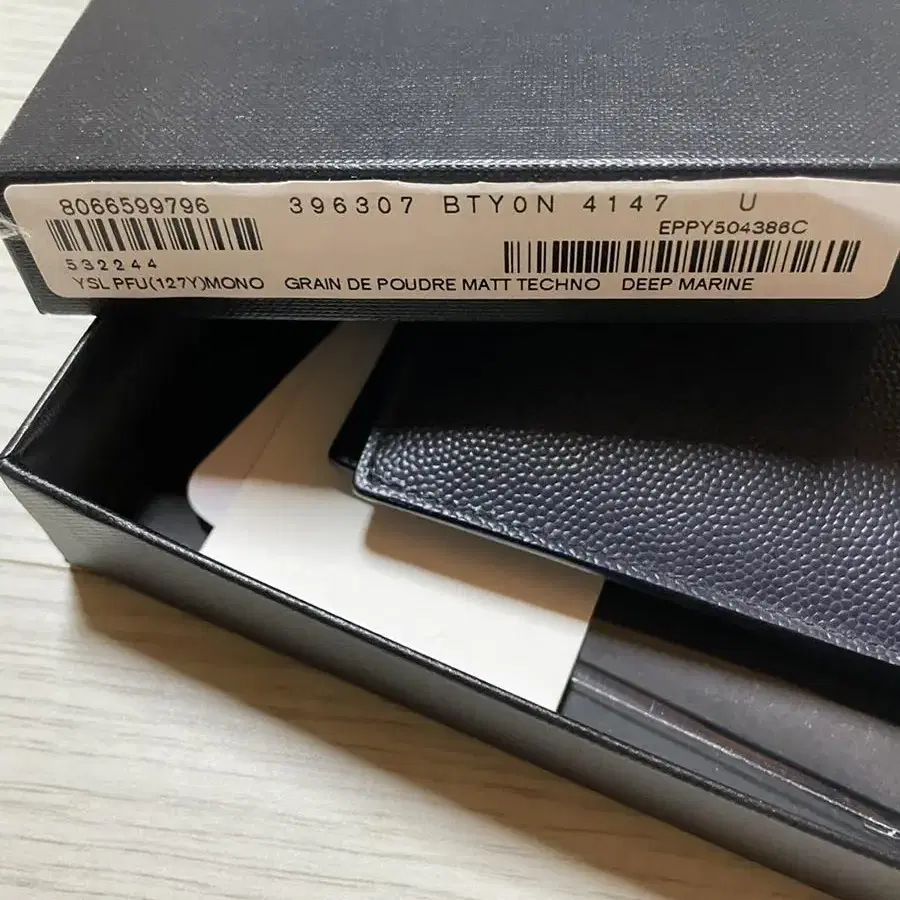 8066599796 396307 BTY0N 4147 U
EPPY504386C
532244
YSL PFU(127Y)MONO GRAIN DE POUDRE MATT TECHNO DEEP MARINE